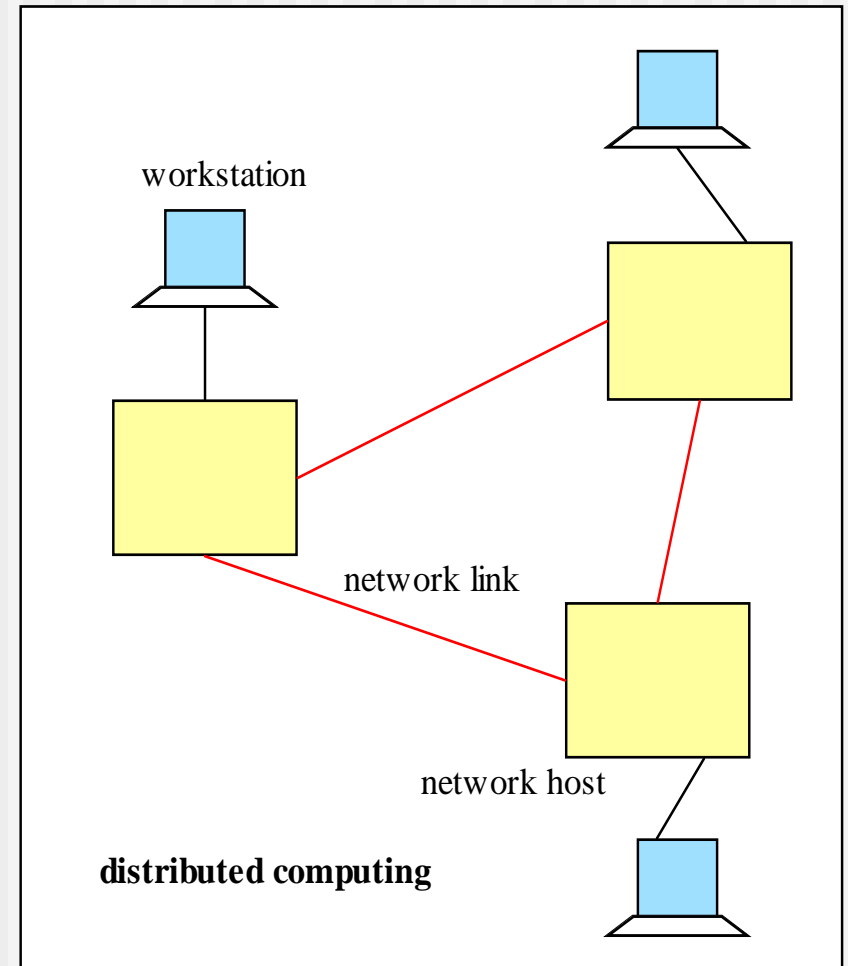 workstation
network link
network host
distributed computing